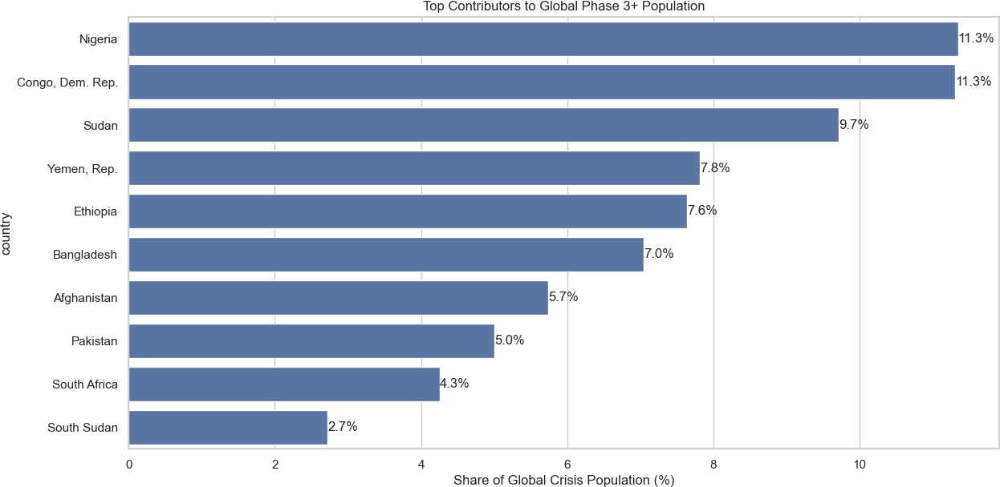 Top Contributors to Global Phase 3+ Population
country
Nigeria
11.3%
Congo, Dem. Rep.
11.3%
Sudan
9.7%
Yemen, Rep.
7.8%
Ethiopia
7.6%
Bangladesh
7.0%
Afghanistan
5.7%
Pakistan
5.0%
South Africa
4.3%
South Sudan
2.7%
0 2 4 6 8 10
Share of Global Crisis Population (%)